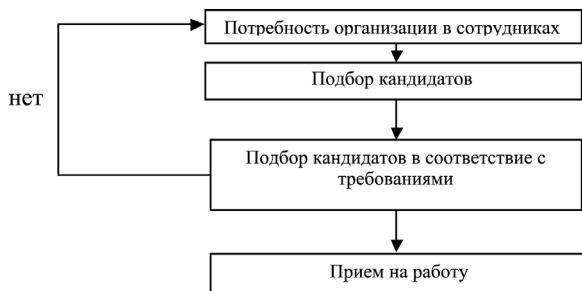 Потребность организации в сотрудниках
Подбор кандидатов
нет
Подбор кандидатов в соответствие с
требованиями
Прием на работу